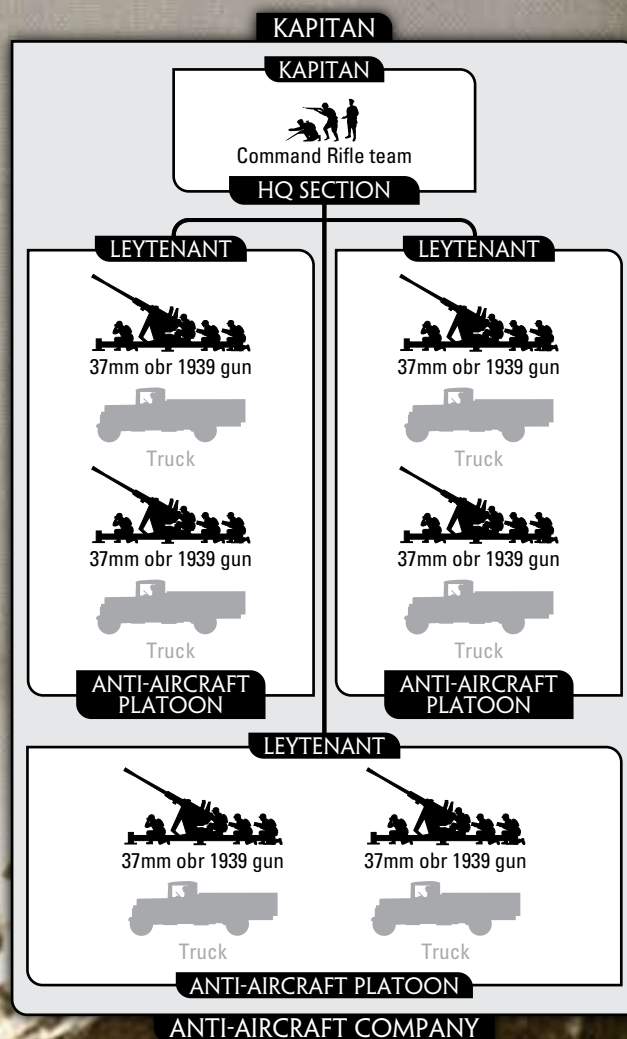 KAPITAN
KAPITAN
Command Rifle team
HQ SECTION
LEYTENANT
37mm obr 1939 gun
Truck
37mm obr 1939 gun
Truck
ANTI-AIRCRAFT
PLATOON
LEYTENANT
37mm obr 1939 gun
Truck
37mm obr 1939 gun
Truck
ANTI-AIRCRAFT
PLATOON
LEYTENANT
37mm obr 1939 gun
Truck
37mm obr 1939 gun
Truck
ANTI-AIRCRAFT PLATOON
ANTI-AIRCRAFT COMPANY